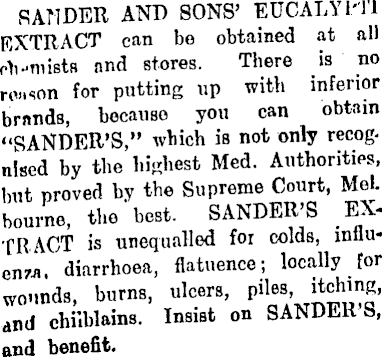 SANDER AND SONS' EUCALYPTI
EXTRACT can be obtained at all
chemists and stores. There is no
reason for putting up with inferior
brands, because you can obtain
"SANDER'S," which is not only recog-
nised by the highest Med. Authorities,
but proved by the Supreme Court, Mel.
bourne, the best. SANDER'S EX-
TRACT is unequalled for colds, influ-
enza, diarrhoea, flatuence; locally for
wounds, burns, ulcers, piles, itching,
and chilblains. Insist on SANDER'S,
and benefit.